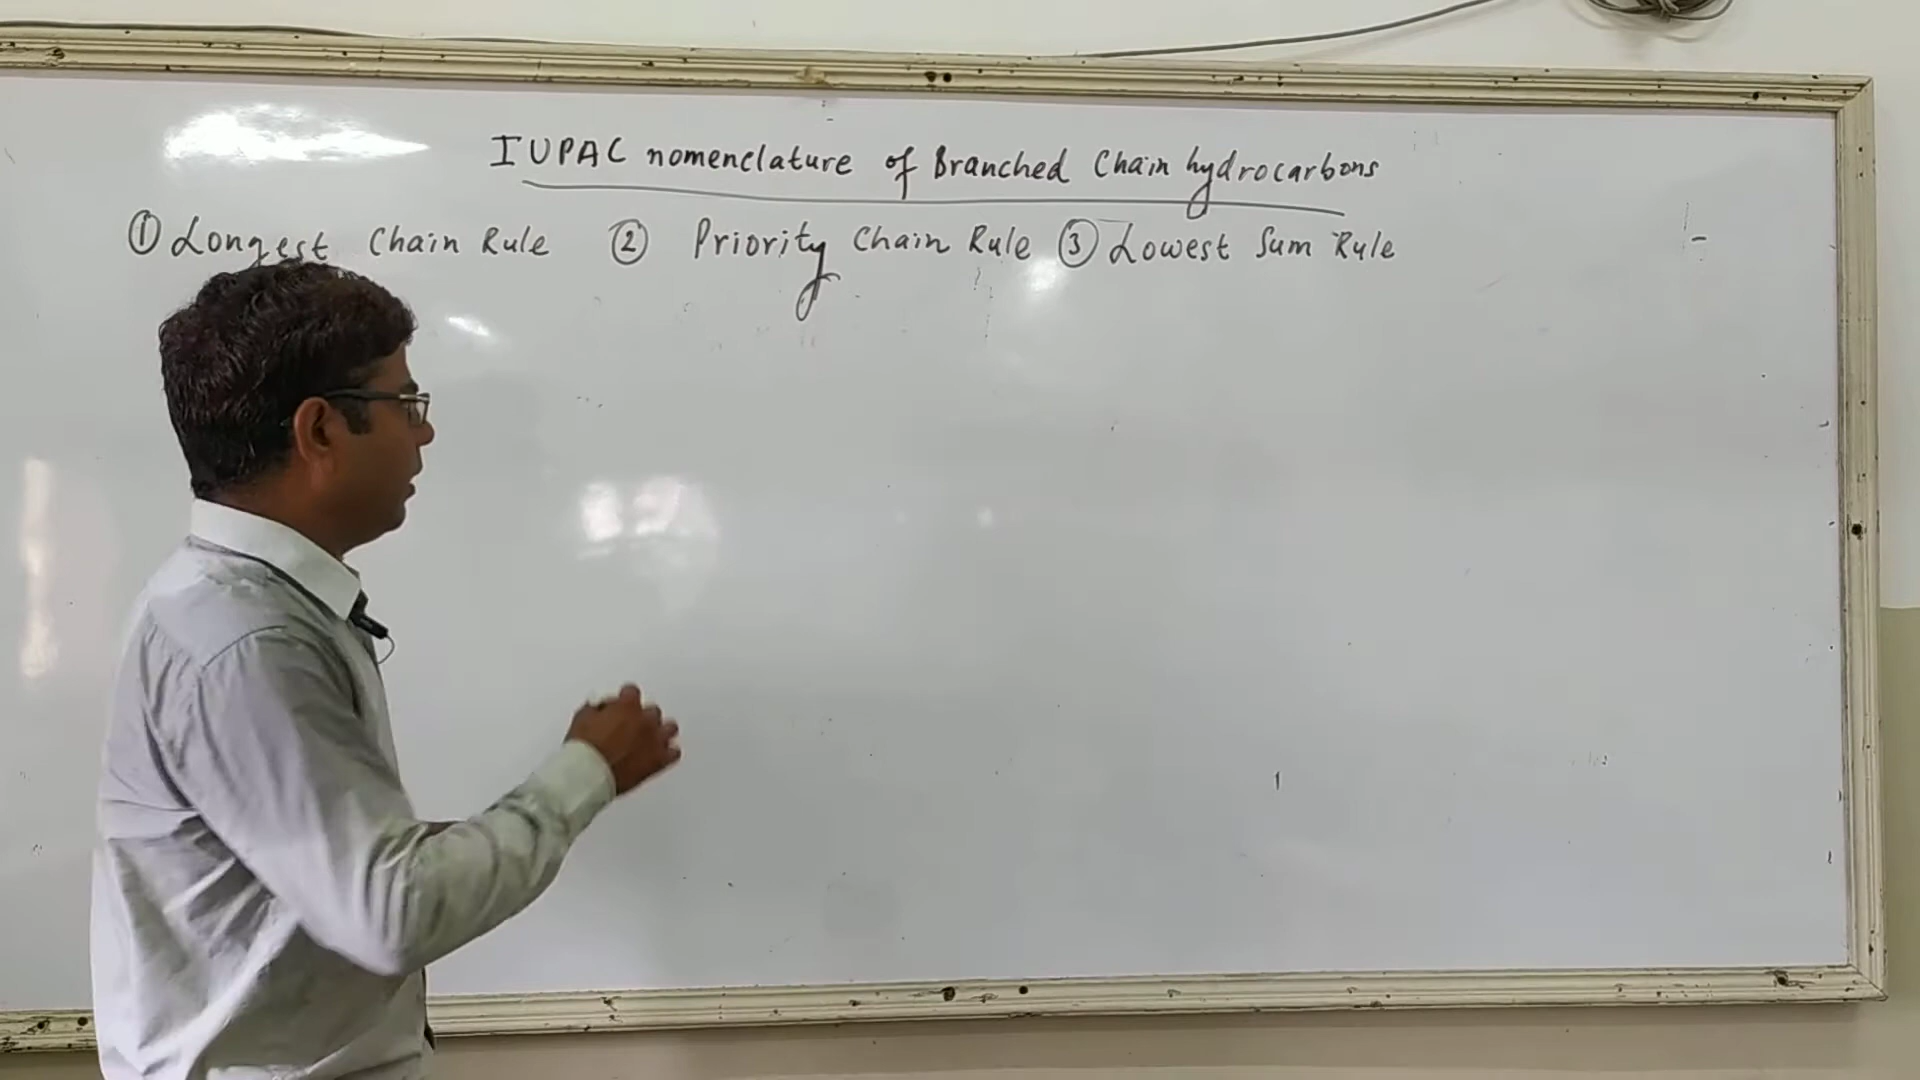 IUPAC nomenclature of Branched Chain hydrocarbons
① Longest Chain Rule ② Priority Chain Rule ③ Lowest Sum Rule